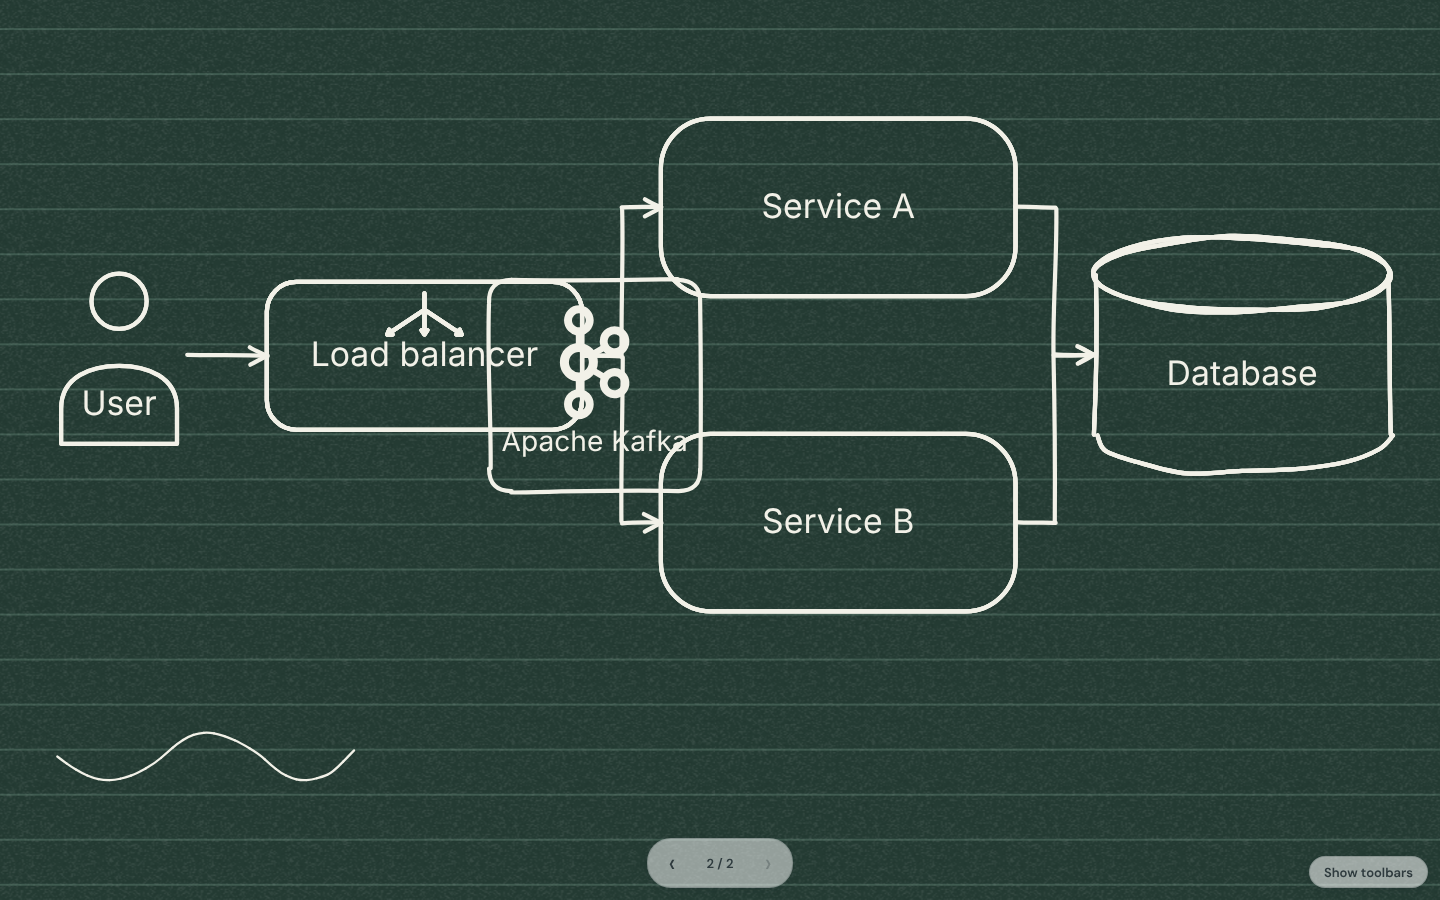 Service A
Load balancer
User
Apache Kafka
Database
Service B
2 / 2
Show toolbars